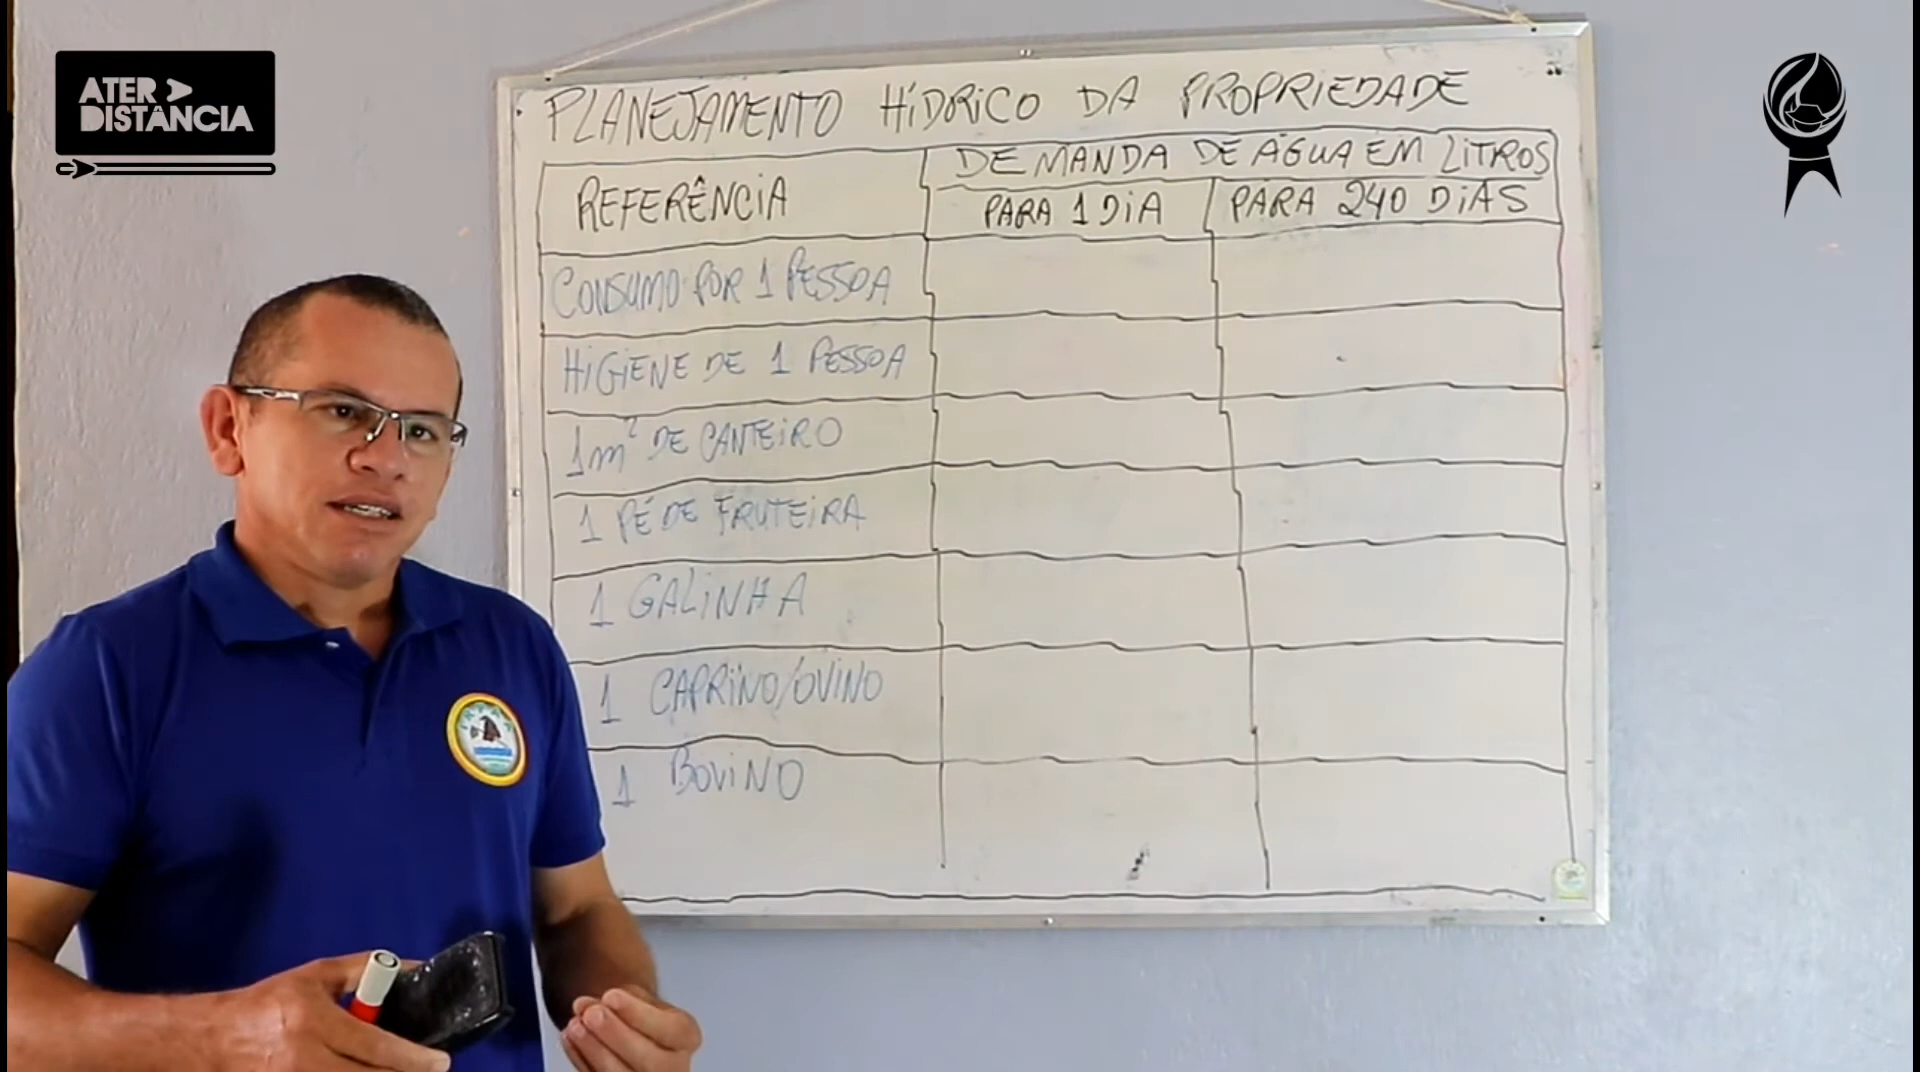 ATER
DISTÂNCIA
PLANEJAMENTO HÍDRICO DA PROPRIEDADE
REFERÊNCIA
DEMANDA DE ÁGUA EM LITROS
PARA 1 DIA
PARA 240 DIAS
CONSUMO POR 1 PESSOA
HIGIENE DE 1 PESSOA
1m² DE CANTEIRO
1 PÉ DE FRUTEIRA
1 GALINHA
1 CAPRINO/OVINO
1 BOVINO